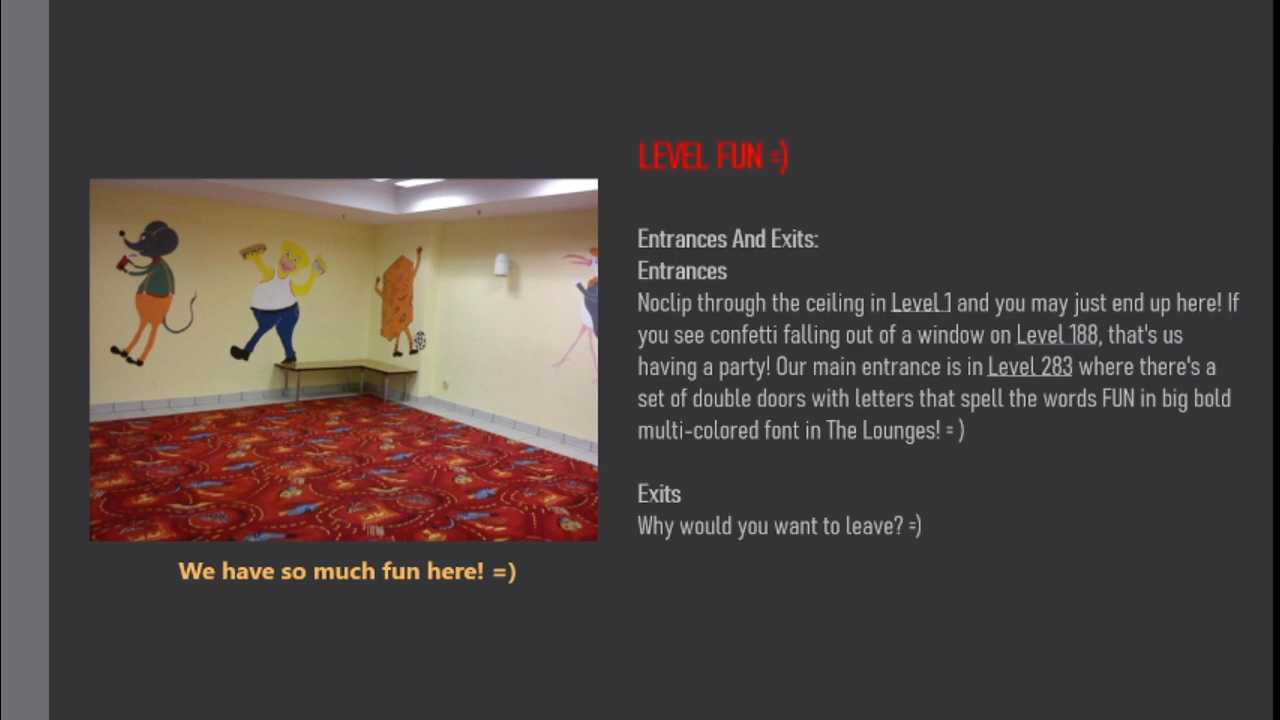 LEVEL FUN =)
Entrances And Exits:
Entrances
Noclip through the ceiling in Level 1 and you may just end up here! If
you see confetti falling out of a window on Level 188, that's us
having a party! Our main entrance is in Level 283 where there's a
set of double doors with letters that spell the words FUN in big bold
multi-colored font in The Lounges! = )
Exits
Why would you want to leave? =)
We have so much fun here! =)